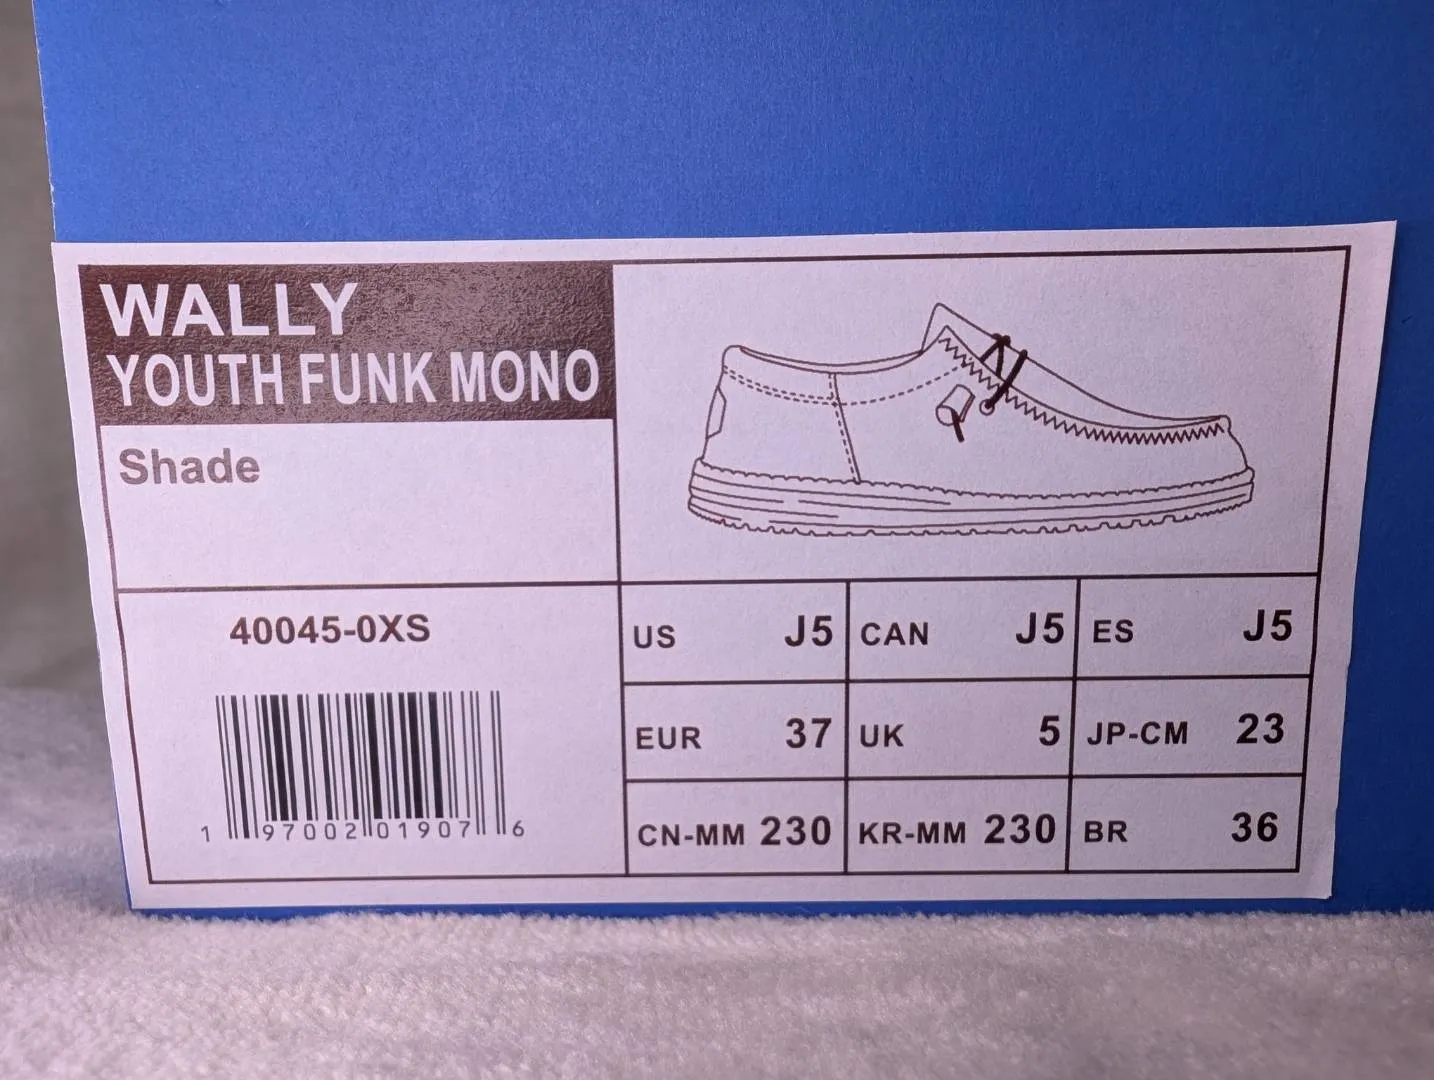 WALLY
YOUTH FUNK MONO
Shade
40045-0XS
1 97002 01907 6
US J5 CAN J5 ES J5
EUR 37 UK 5 JP-CM 23
CN-MM 230 KR-MM 230 BR 36